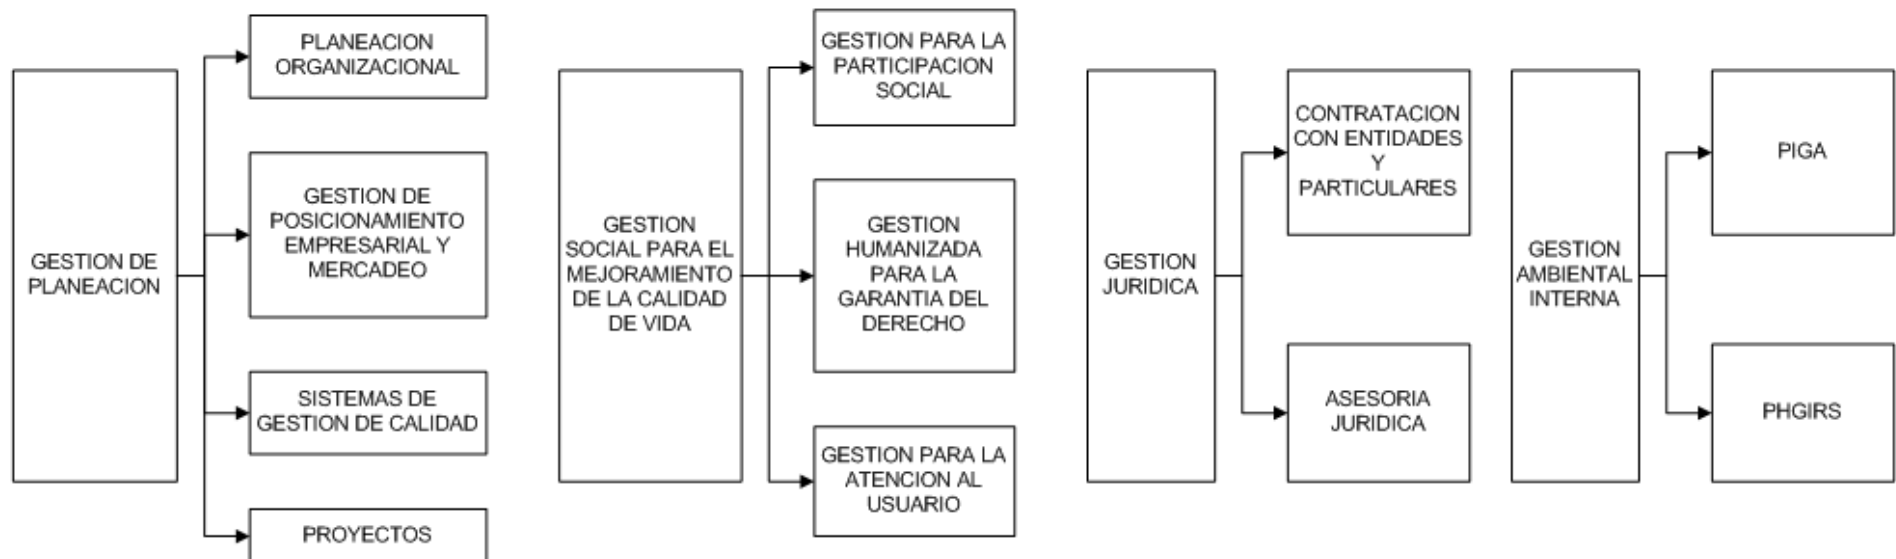 GESTION DE
PLANEACION
PLANEACION
ORGANIZACIONAL
GESTION DE
POSICIONAMIENTO
EMPRESARIAL Y
MERCADEO
SISTEMAS DE
GESTION DE CALIDAD
PROYECTOS
GESTION
SOCIAL PARA EL
MEJORAMIENTO
DE LA CALIDAD
DE VIDA
GESTION PARA LA
PARTICIPACION
SOCIAL
GESTION
HUMANIZADA
PARA LA
GARANTIA DEL
DERECHO
GESTION PARA LA
ATENCION AL
USUARIO
GESTION
JURIDICA
CONTRATACION
CON ENTIDADES
Y
PARTICULARES
ASESORIA
JURIDICA
GESTION
AMBIENTAL
INTERNA
PIGA
PHGIRS